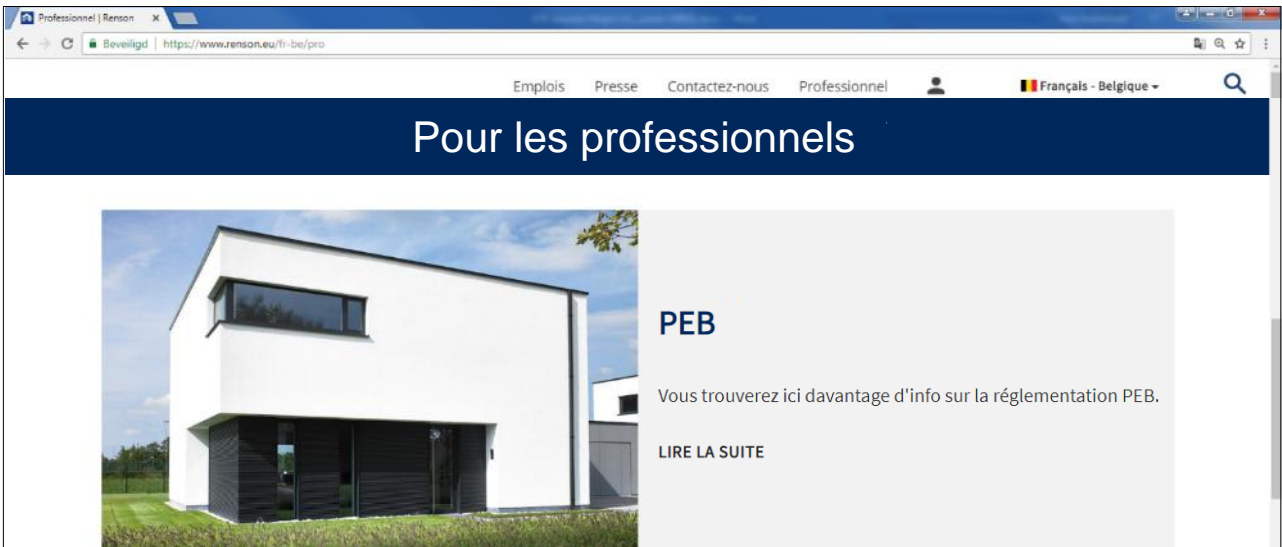 Professionnel | Renson
Beveiligd | https://www.renson.eu/fr-be/pro
Emplois Presse Contactez-nous Professionnel Français - Belgique
Pour les professionnels
PEB
Vous trouverez ici davantage d'info sur la réglementation PEB.
LIRE LA SUITE